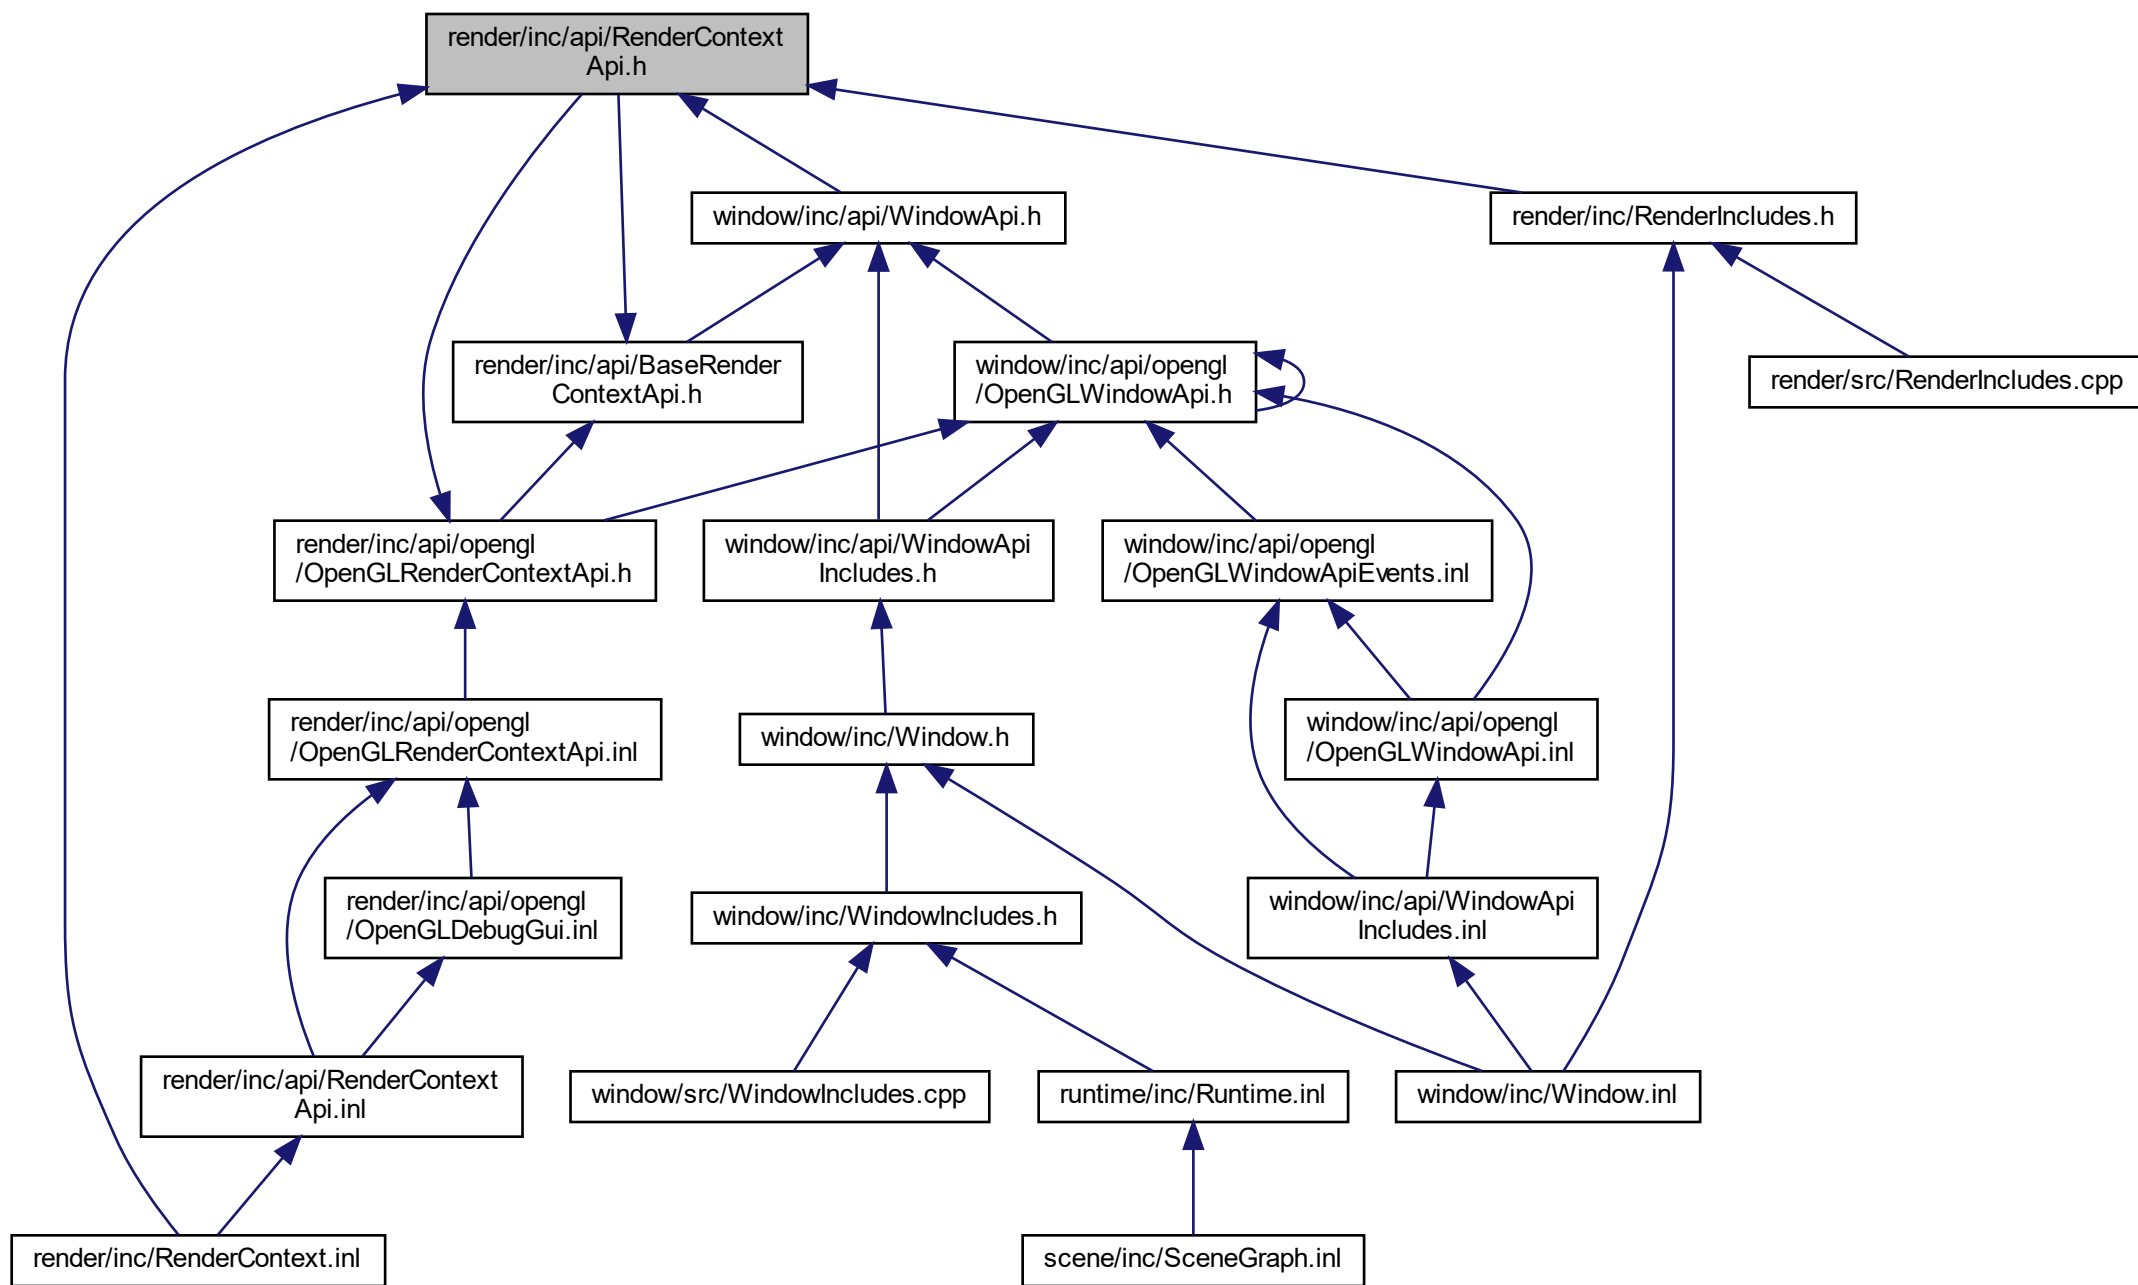 render/inc/api/RenderContext
Api.h
window/inc/api/WindowApi.h
render/inc/RenderIncludes.h
render/inc/api/BaseRender
ContextApi.h
window/inc/api/opengl
/OpenGLWindowApi.h
render/src/RenderIncludes.cpp
render/inc/api/opengl
/OpenGLRenderContextApi.h
window/inc/api/WindowApi
Includes.h
window/inc/api/opengl
/OpenGLWindowApiEvents.inl
render/inc/api/opengl
/OpenGLRenderContextApi.inl
window/inc/Window.h
window/inc/api/opengl
/OpenGLWindowApi.inl
render/inc/api/opengl
/OpenGLDebugGui.inl
window/inc/WindowIncludes.h
window/inc/api/WindowApi
Includes.inl
render/inc/api/RenderContext
Api.inl
window/src/WindowIncludes.cpp
runtime/inc/Runtime.inl
window/inc/Window.inl
render/inc/RenderContext.inl
scene/inc/SceneGraph.inl